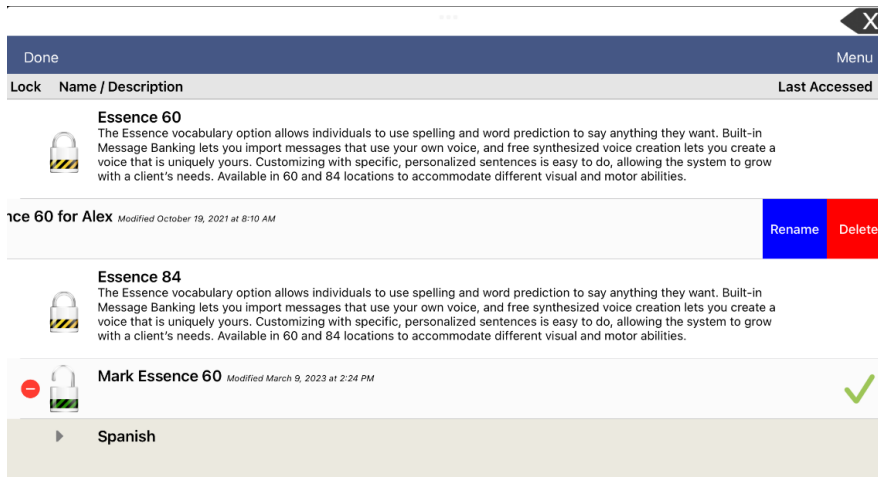 X
Done Menu
Lock Name / Description Last Accessed
Essence 60
The Essence vocabulary option allows individuals to use spelling and word prediction to say anything they want. Built-in
Message Banking lets you import messages that use your own voice, and free synthesized voice creation lets you create a
voice that is uniquely yours. Customizing with specific, personalized sentences is easy to do, allowing the system to grow
with a client's needs. Available in 60 and 84 locations to accommodate different visual and motor abilities.
nce 60 for Alex Modified October 19, 2021 at 8:10 AM
Rename Delete
Essence 84
The Essence vocabulary option allows individuals to use spelling and word prediction to say anything they want. Built-in
Message Banking lets you import messages that use your own voice, and free synthesized voice creation lets you create a
voice that is uniquely yours. Customizing with specific, personalized sentences is easy to do, allowing the system to grow
with a client's needs. Available in 60 and 84 locations to accommodate different visual and motor abilities.
Mark Essence 60 Modified March 9, 2023 at 2:24 PM
Spanish